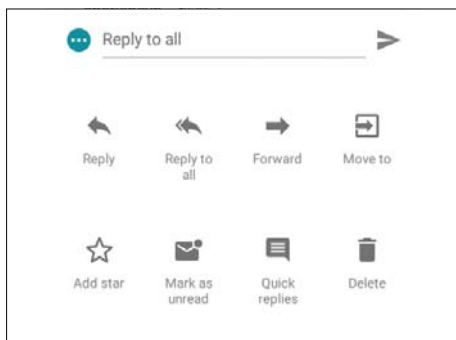 Reply to all
Reply
Reply to
all
Forward
Move to
Add star
Mark as
unread
Quick
replies
Delete